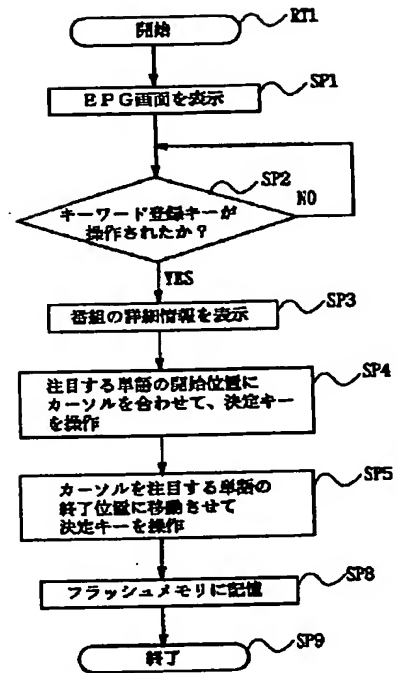 開始
RT1
EPG画面を表示
SP1
キーワード登録キーが
操作されたか?
SP2
NO
YES
番組の詳細情報を表示
SP3
注目する単語の開始位置に
カーソルを合わせて、決定キー
を操作
SP4
カーソルを注目する単語の
終了位置に移動させて
決定キーを操作
SP5
フラッシュメモリに記憶
SP8
終了
SP9